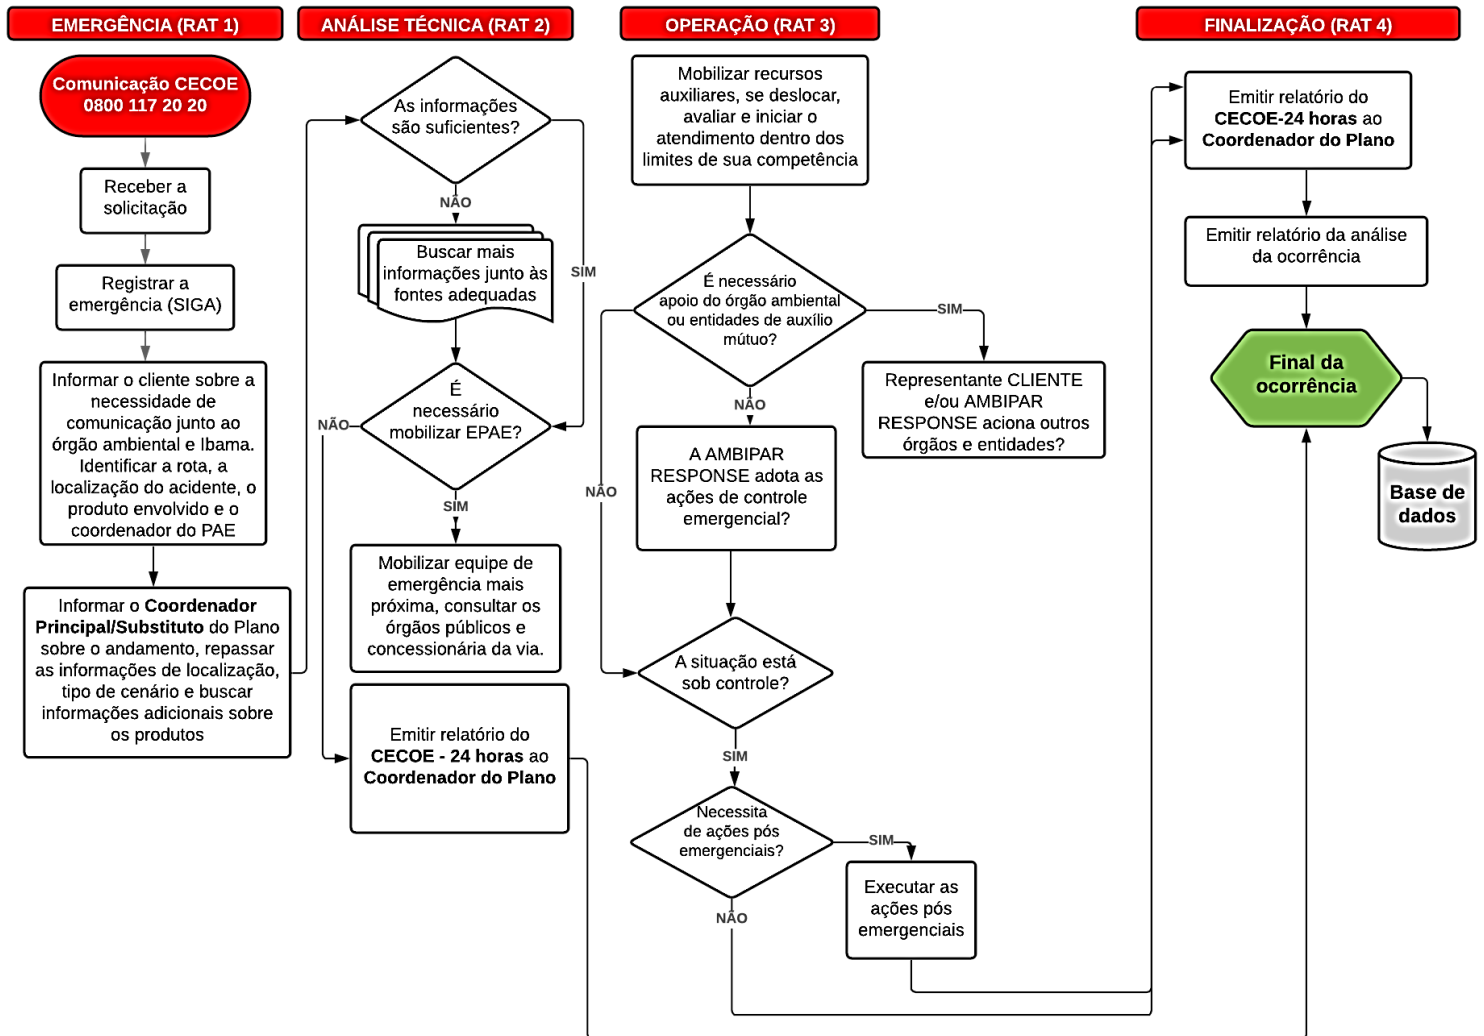 EMERGÊNCIA (RAT 1)
Comunicação CECOE
0800 117 20 20
Receber a
solicitação
Registrar a
emergência (SIGA)
Informar o cliente sobre a
necessidade de
comunicação junto ao
órgão ambiental e Ibama.
Identificar a rota, a
localização do acidente, o
produto envolvido e o
coordenador do PAE
Informar o Coordenador
Principal/Substituto do Plano
sobre o andamento, repassar
as informações de localização,
tipo de cenário e buscar
informações adicionais sobre
os produtos
ANÁLISE TÉCNICA (RAT 2)
As informações
são suficientes?
NÃO
SIM
Buscar mais
informações junto às
fontes adequadas
É
necessário
mobilizar EPAE?
NÃO
SIM
Mobilizar equipe de
emergência mais
próxima, consultar os
órgãos públicos e
concessionária da via.
Emitir relatório do
CECOE - 24 horas ao
Coordenador do Plano
OPERAÇÃO (RAT 3)
Mobilizar recursos
auxiliares, se deslocar,
avaliar e iniciar o
atendimento dentro dos
limites de sua competência
É necessário
apoio do órgão ambiental
ou entidades de auxílio
mútuo?
SIM
NÃO
NÃO
Representante CLIENTE
e/ou AMBIPAR
RESPONSE aciona outros
órgãos e entidades?
A AMBIPAR
RESPONSE adota as
ações de controle
emergencial?
A situação está
sob controle?
SIM
Necessita
de ações pós
emergenciais?
SIM
NÃO
Executar as
ações pós
emergenciais
FINALIZAÇÃO (RAT 4)
Emitir relatório do
CECOE-24 horas ao
Coordenador do Plano
Emitir relatório da análise
da ocorrência
Final da
ocorrência
Base de
dados